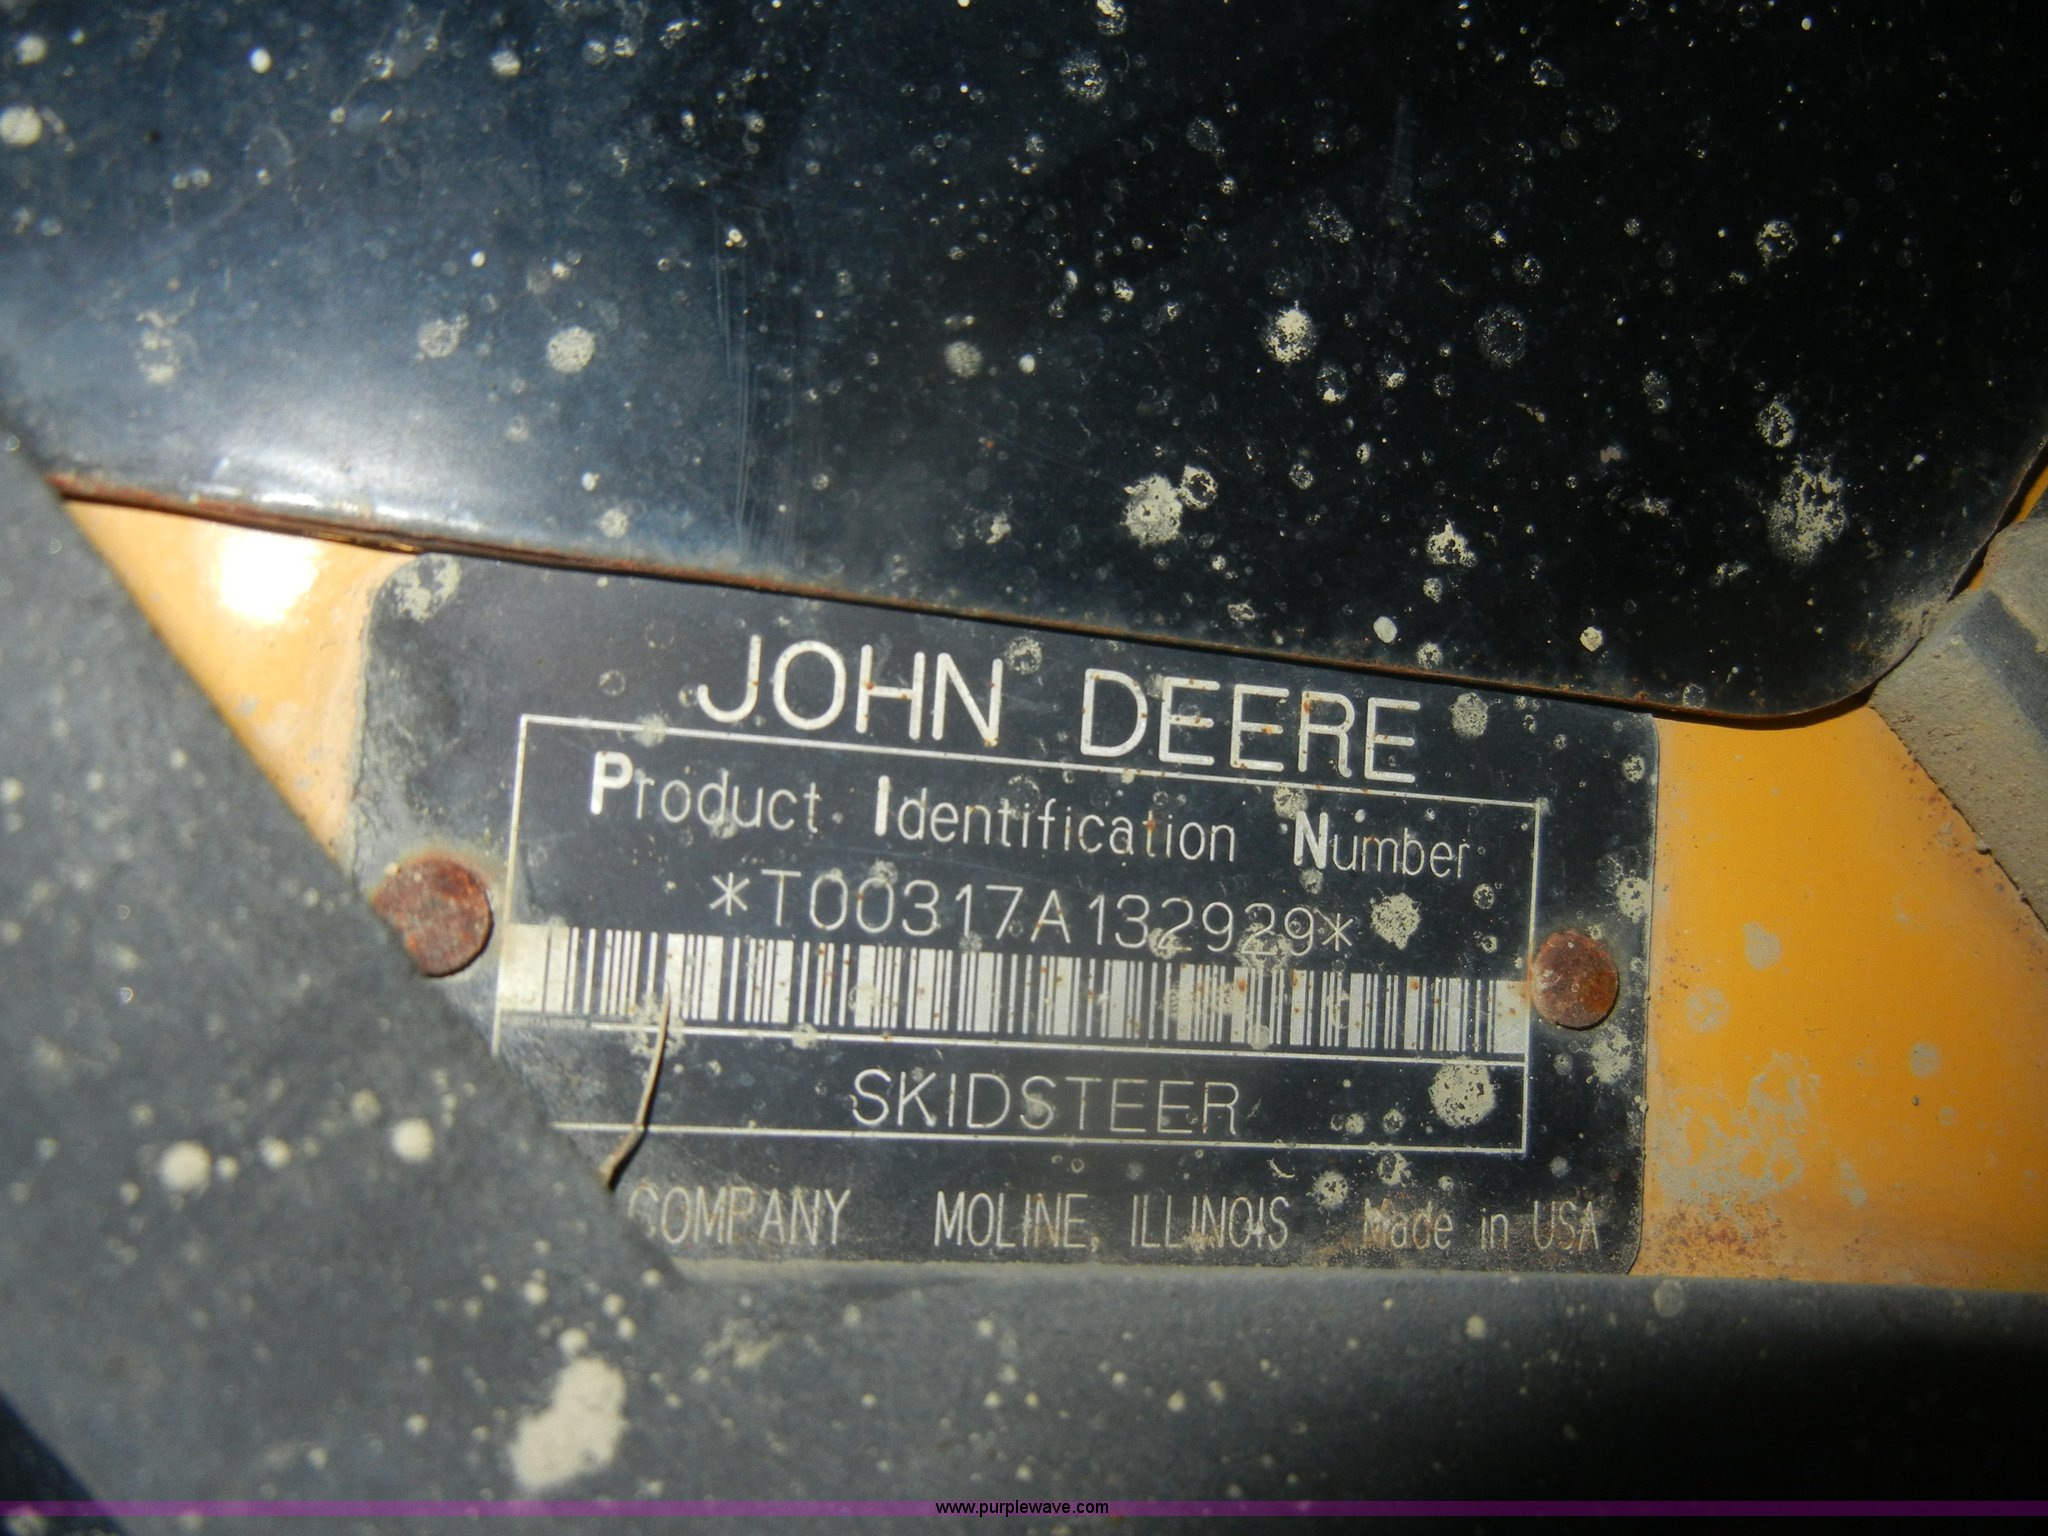 JOHN DEERE
Product Identification Number
*T00317A132929*
SKIDSTEER
COMPANY MOLINE, ILLINOIS Made in USA
www.purplewave.com